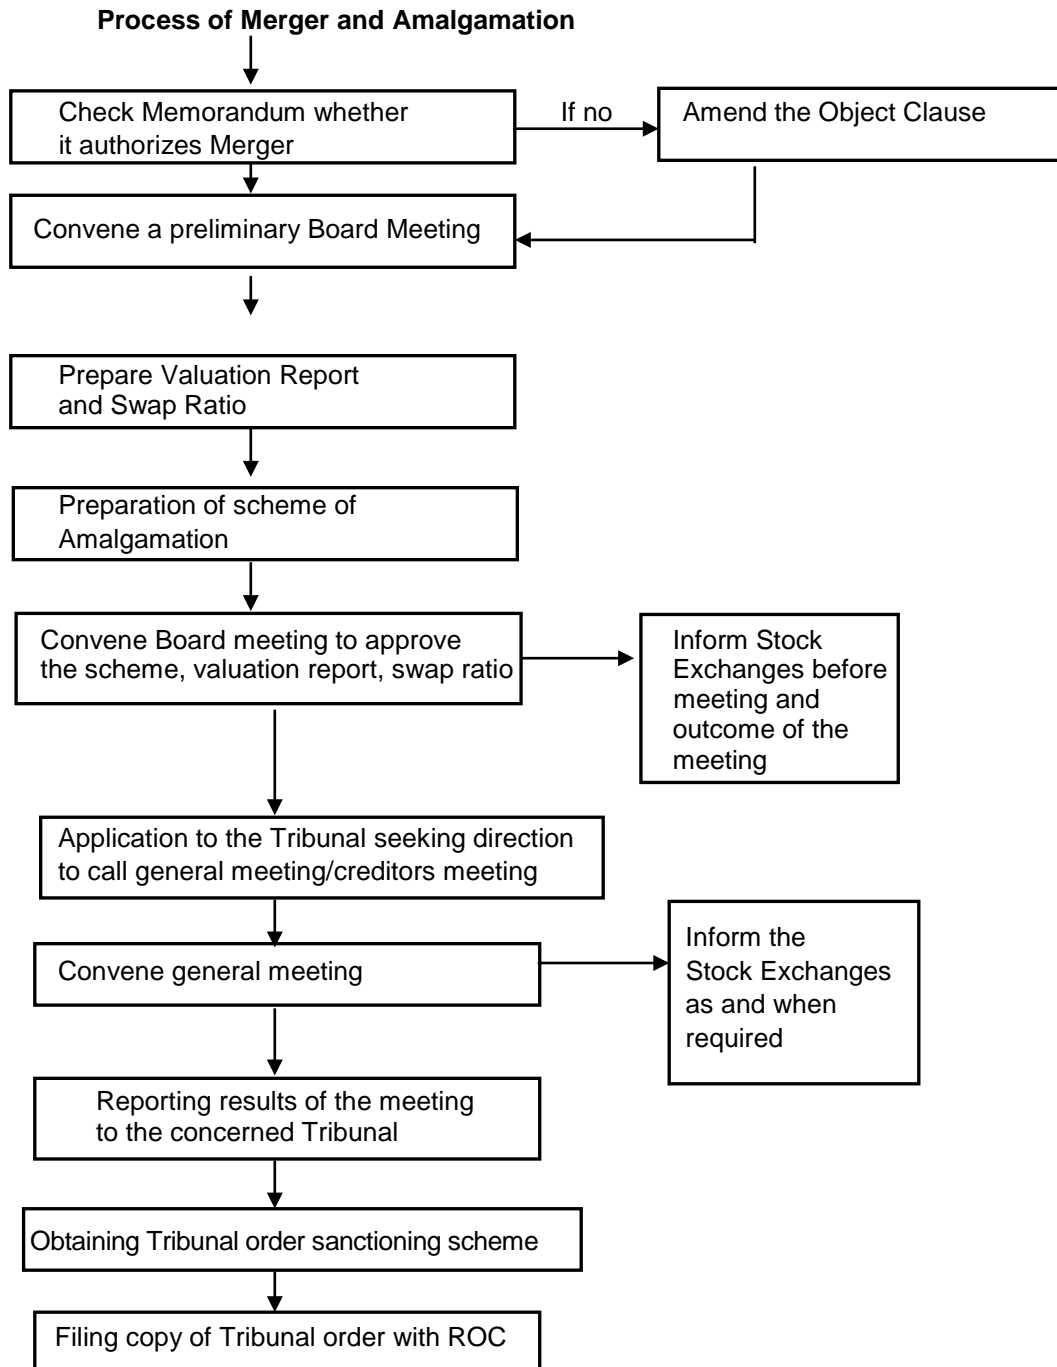 Process of Merger and Amalgamation
Check Memorandum whether
it authorizes Merger
If no
Amend the Object Clause
Convene a preliminary Board Meeting
Prepare Valuation Report
and Swap Ratio
Preparation of scheme of
Amalgamation
Convene Board meeting to approve
the scheme, valuation report, swap ratio
Inform Stock
Exchanges before
meeting and
outcome of the
meeting
Application to the Tribunal seeking direction
to call general meeting/creditors meeting
Convene general meeting
Inform the
Stock Exchanges
as and when
required
Reporting results of the meeting
to the concerned Tribunal
Obtaining Tribunal order sanctioning scheme
Filing copy of Tribunal order with ROC